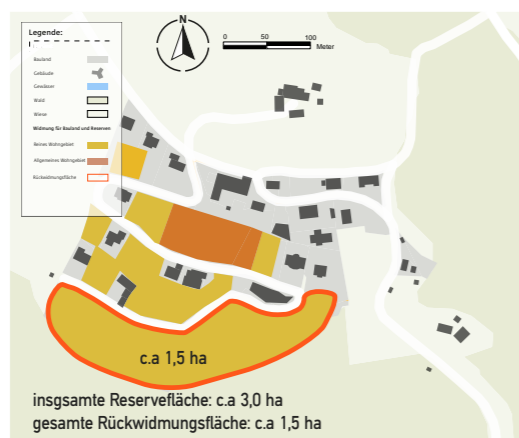 Legende:
N
0 50 100
Meter
Bauland
Gebäude
Gewässer
Wald
Wiese
Widmung für Bauland und Reserven
Reines Wohngebiet
Allgemeines Wohngebiet
Rückwidmungsfläche
c.a 1,5 ha
insgsamte Reservefläche: c.a 3,0 ha
gesamte Rückwidmungsfläche: c.a 1,5 ha